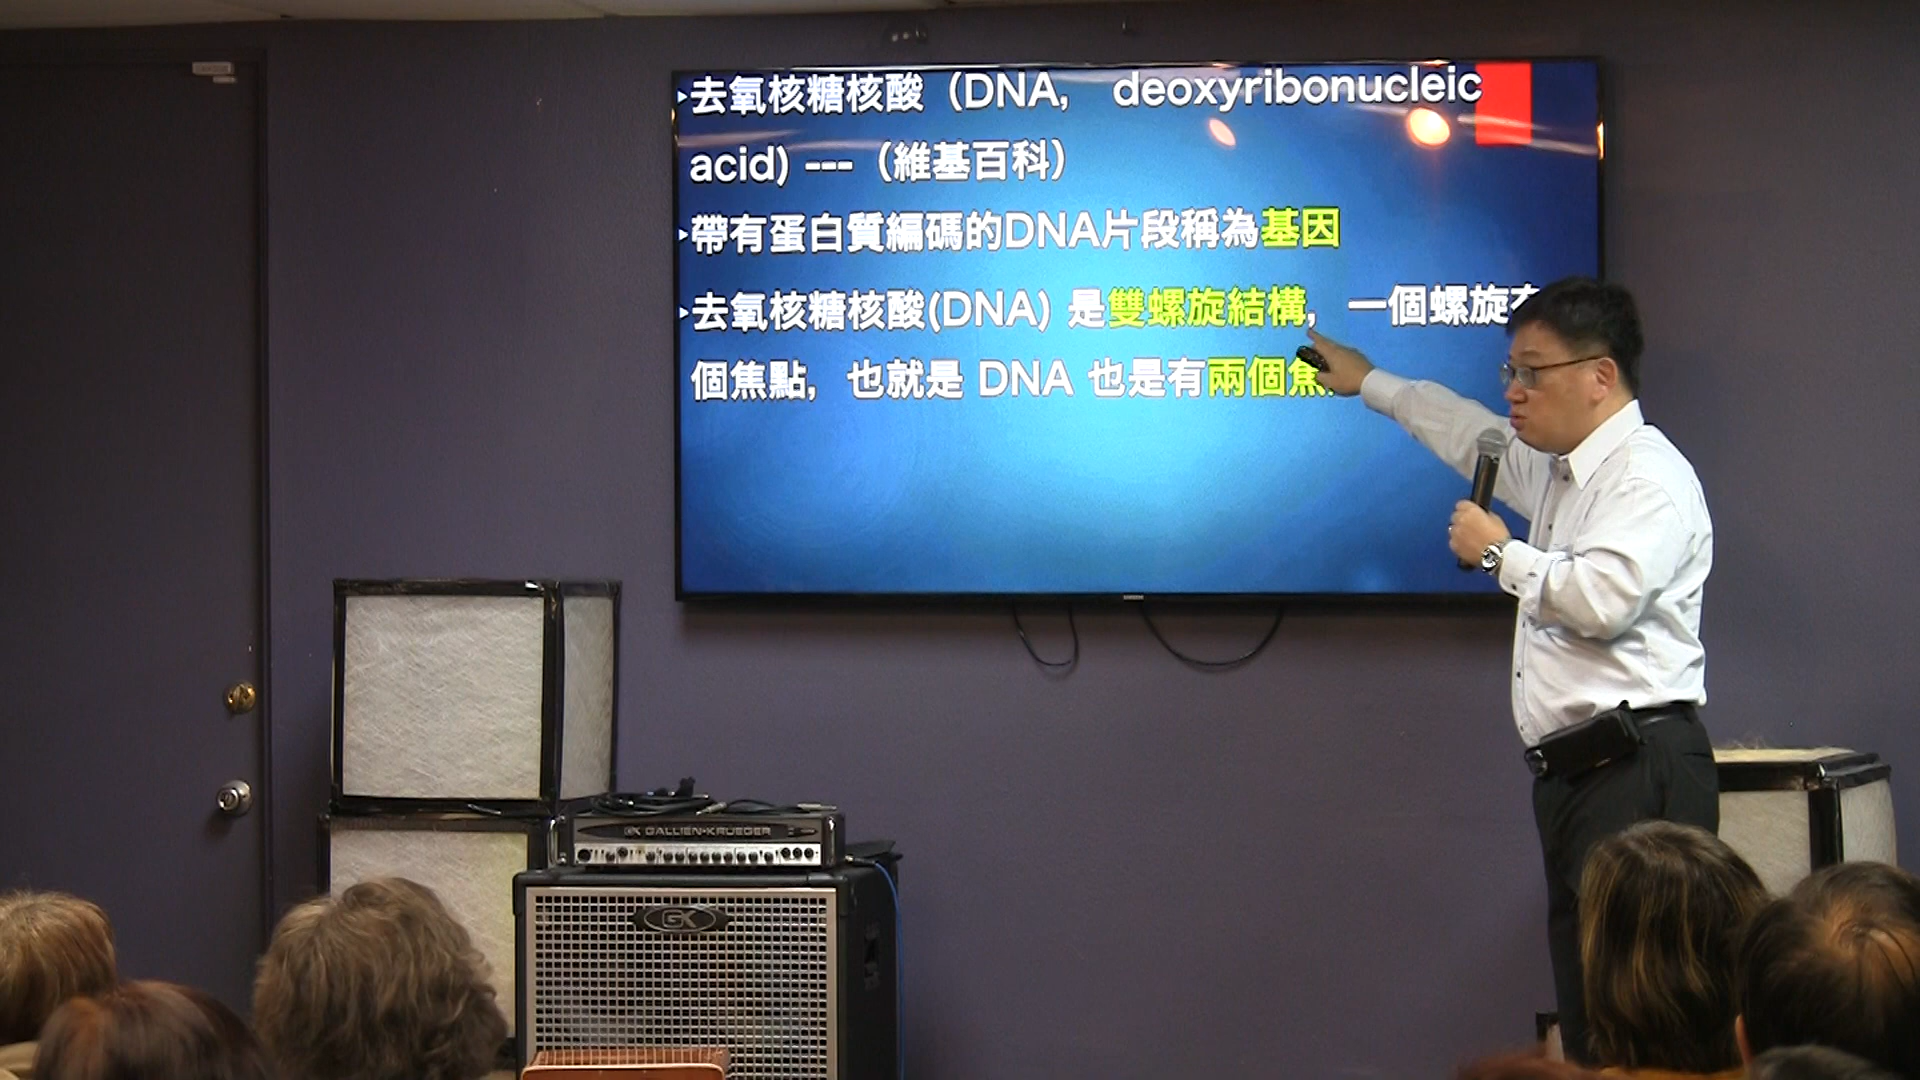 去氧核糖核酸（DNA， deoxyribonucleic
acid) ---（維基百科）
帶有蛋白質編碼的DNA片段稱為基因
去氧核糖核酸(DNA) 是雙螺旋結構，一個螺旋
個焦點，也就是 DNA 也是有兩個焦
GK GALLIEN-KRUEGER
GK